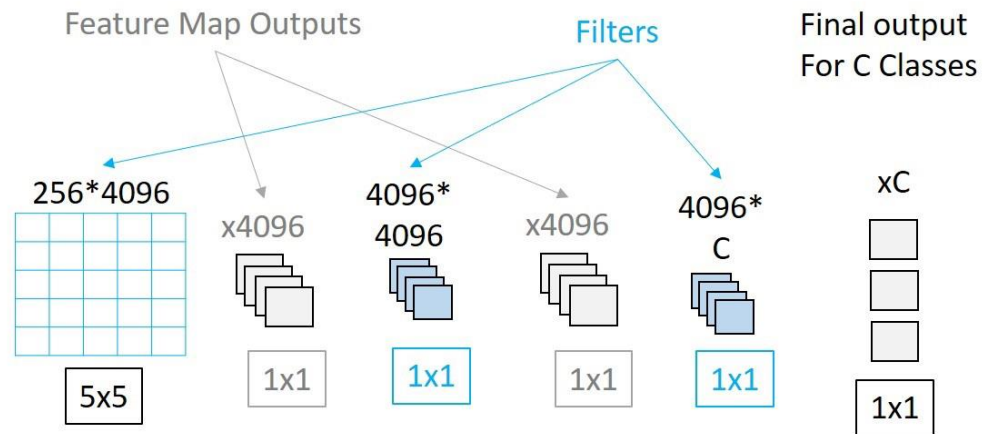 Feature Map Outputs
Filters
Final output
For C Classes
256*4096
x4096
4096*
4096
x4096
4096*
C
xC
5x5
1x1
1x1
1x1
1x1
1x1